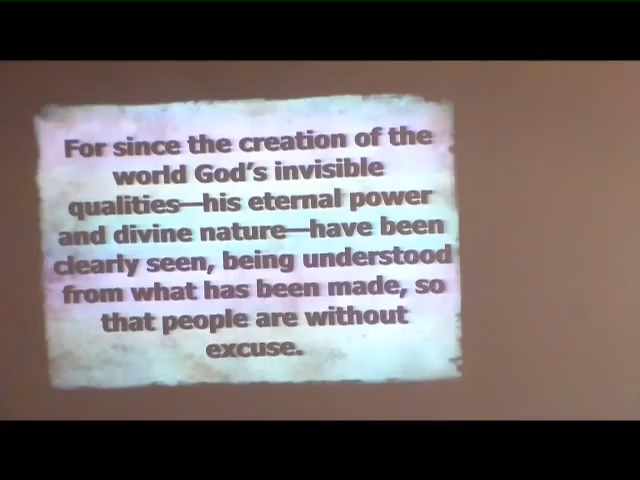 For since the creation of the
world God's invisible
qualities—his eternal power
and divine nature—have been
clearly seen, being understood
from what has been made, so
that people are without
excuse.